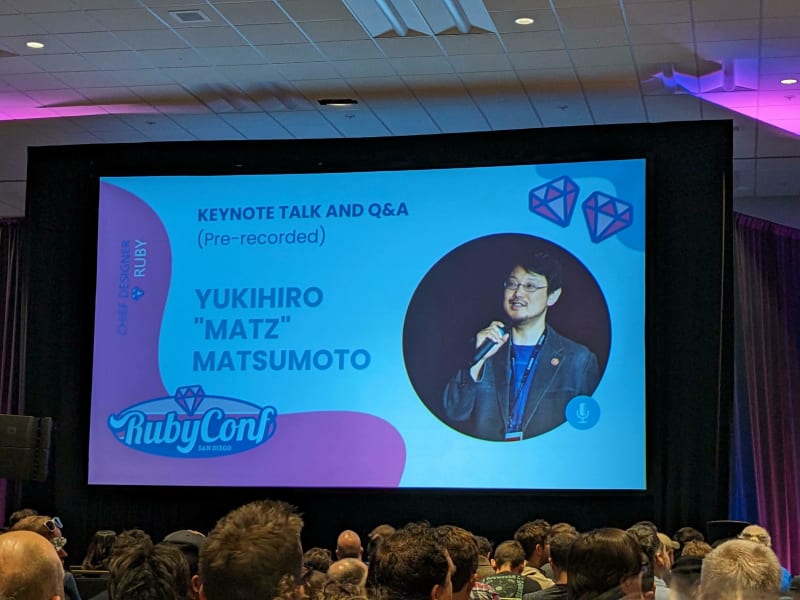 KEYNOTE TALK AND Q&A
(Pre-recorded)
CHIEF DESIGNER
RUBY
YUKIHIRO
"MATZ"
MATSUMOTO
RubyConf
SAN DIEGO